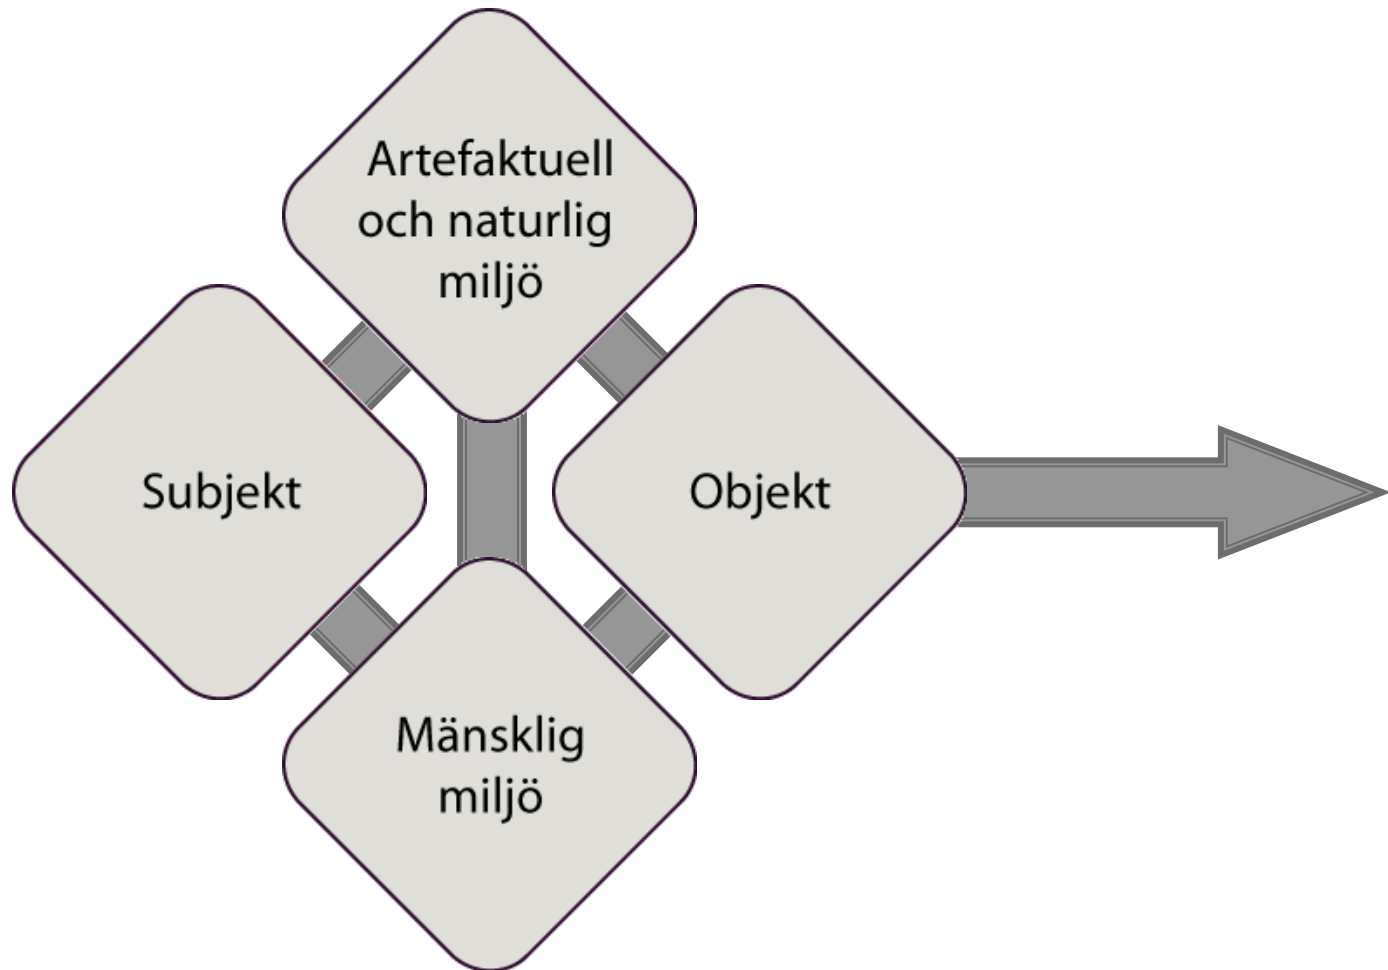 Artefaktuell
och naturlig
miljö
Subjekt
Objekt
Mänsklig
miljö